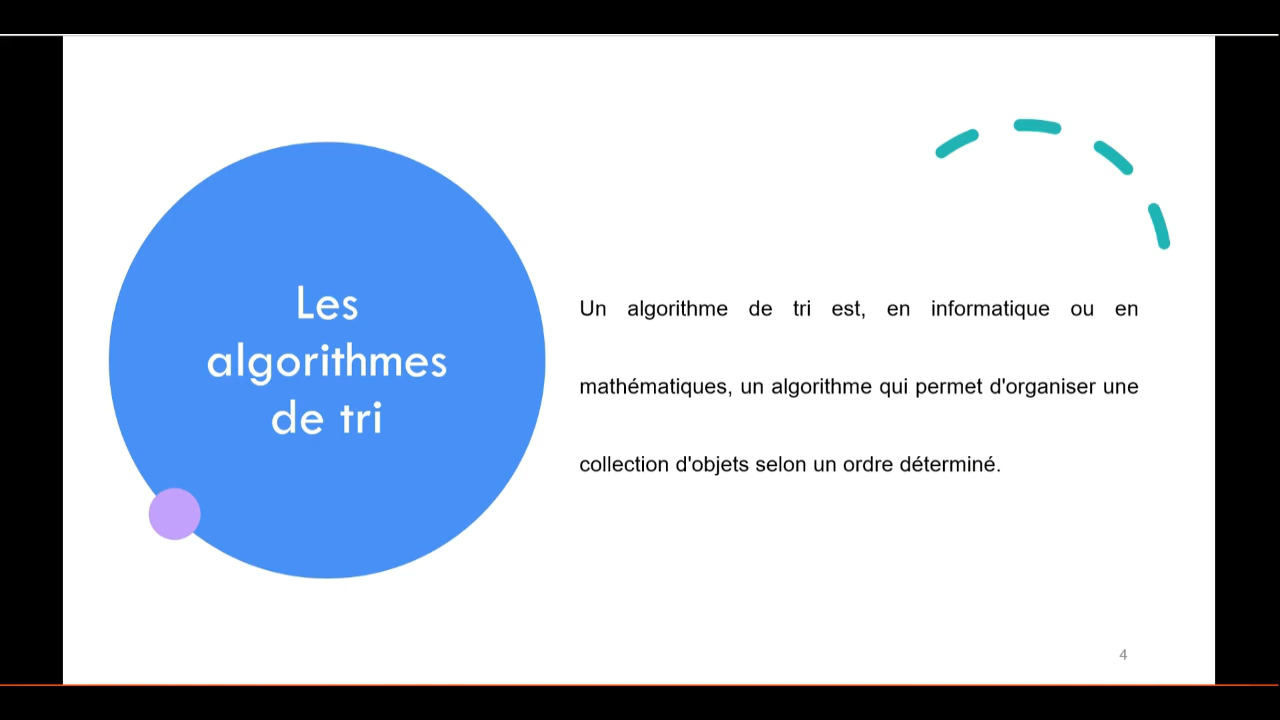 Les
algorithmes
de tri
Un algorithme de tri est, en informatique ou en
mathématiques, un algorithme qui permet d'organiser une
collection d'objets selon un ordre déterminé.
4